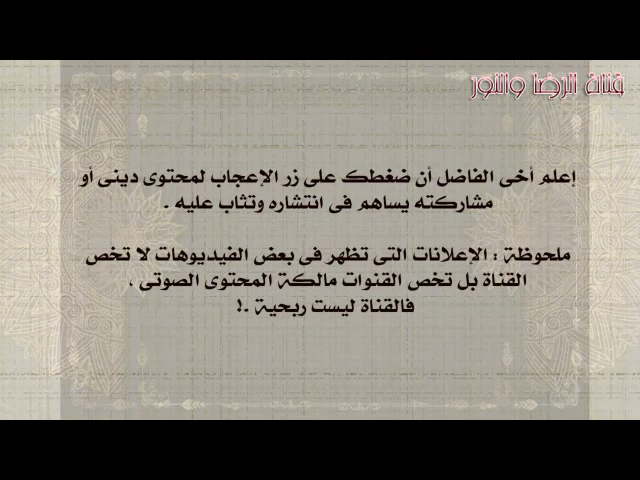 قناة الرضا والنور
إعلم أخى الفاضل أن ضغطك على زر الإعجاب لمحتوى دينى أو
مشاركته يساهم فى انتشاره وتثاب عليه .
ملحوظة : الإعلانات التى تظهر فى بعض الفيديوهات لا تخص
القناة بل تخص القنوات مالكة المحتوى الصوتى ،
فالقناة ليست ربحية .!